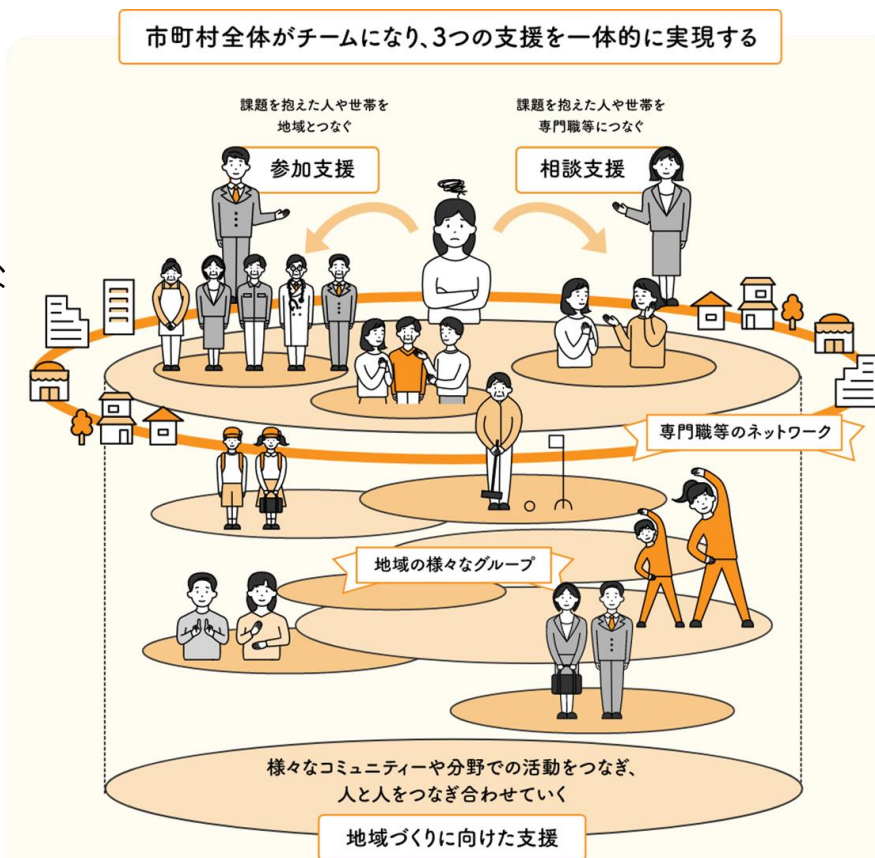 市町村全体がチームになり、3つの支援を一体的に実現する
課題を抱えた人や世帯を
地域とつなぐ
参加支援
課題を抱えた人や世帯を
専門職等につなぐ
相談支援
専門職等のネットワーク
地域の様々なグループ
様々なコミュニティーや分野での活動をつなぎ、
人と人をつなぎ合わせていく
地域づくりに向けた支援